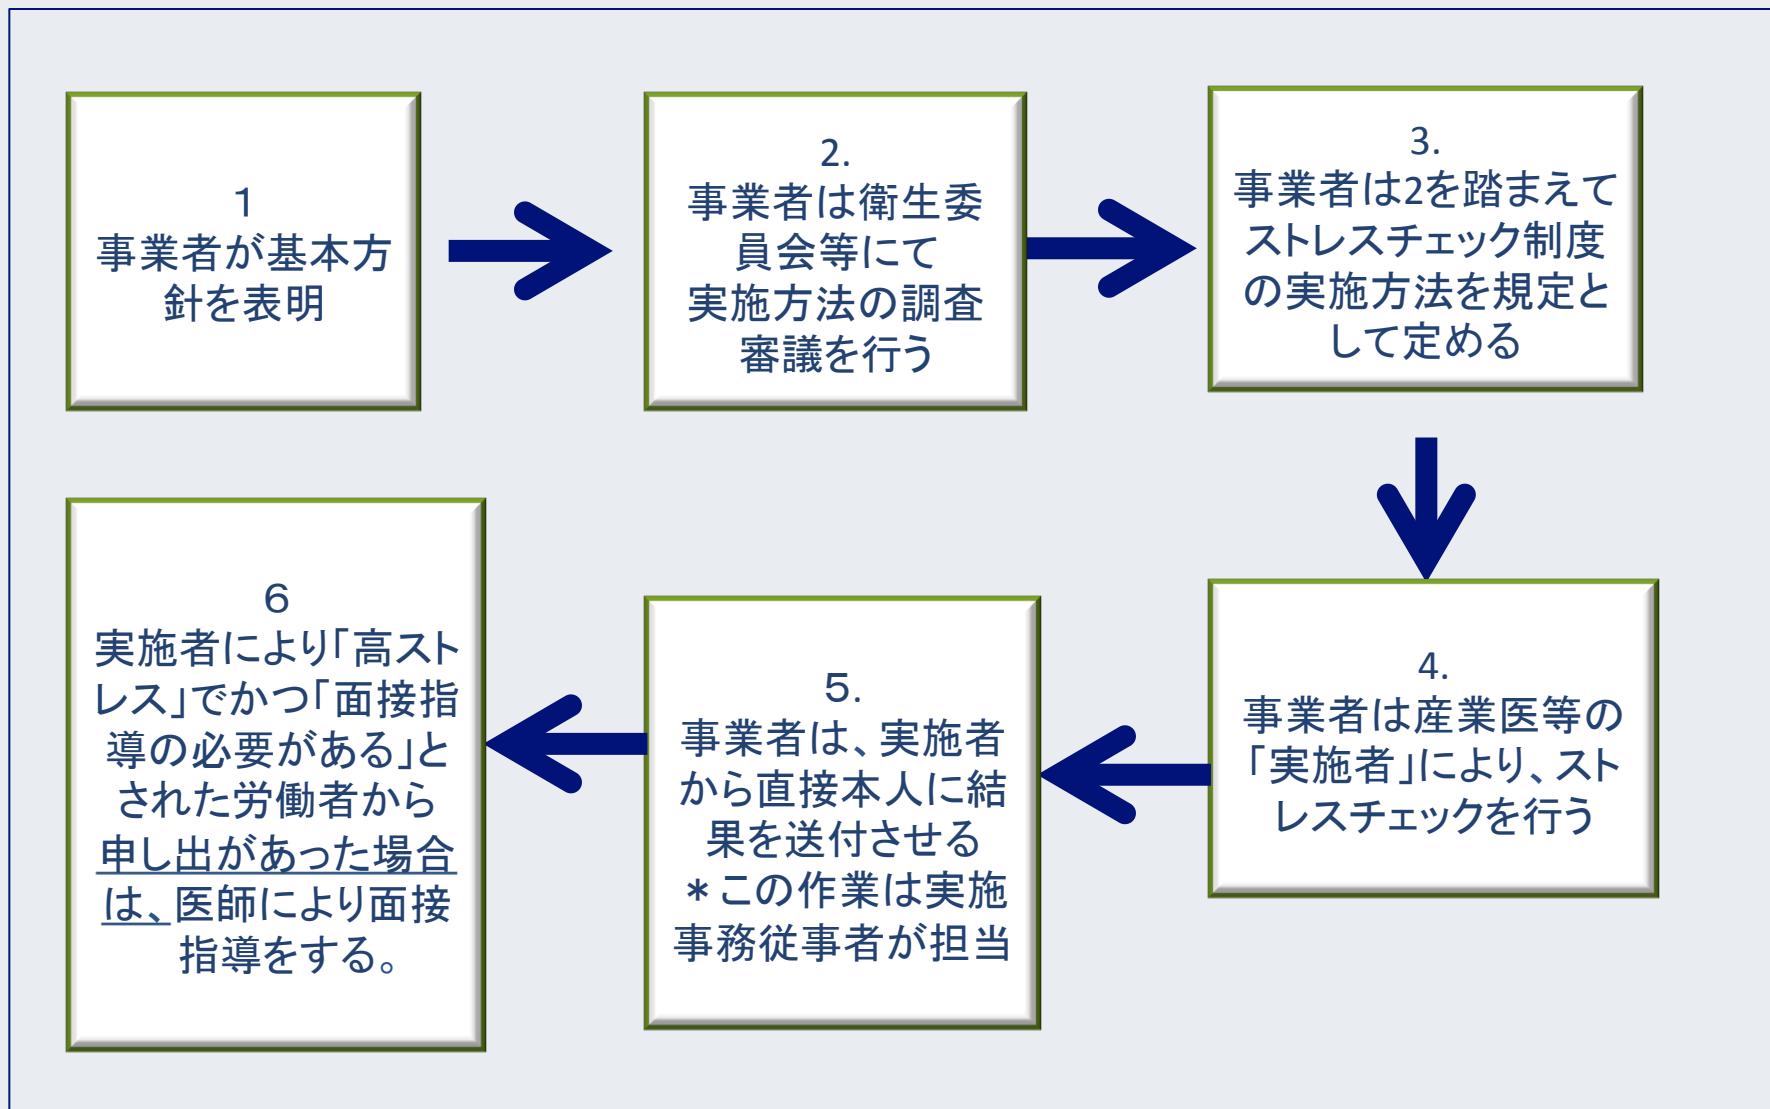 1
事業者が基本方
針を表明
2.
事業者は衛生委
員会等にて
実施方法の調査
審議を行う
3.
事業者は2を踏まえて
ストレスチェック制度
の実施方法を規定と
して定める
4.
事業者は産業医等の
「実施者」により、スト
レスチェックを行う
５.
事業者は、実施者
から直接本人に結
果を送付させる
＊この作業は実施
事務従事者が担当
６
実施者により「高スト
レス」でかつ「面接指
導の必要がある」と
された労働者から
申し出があった場合
は、医師により面接
指導をする。